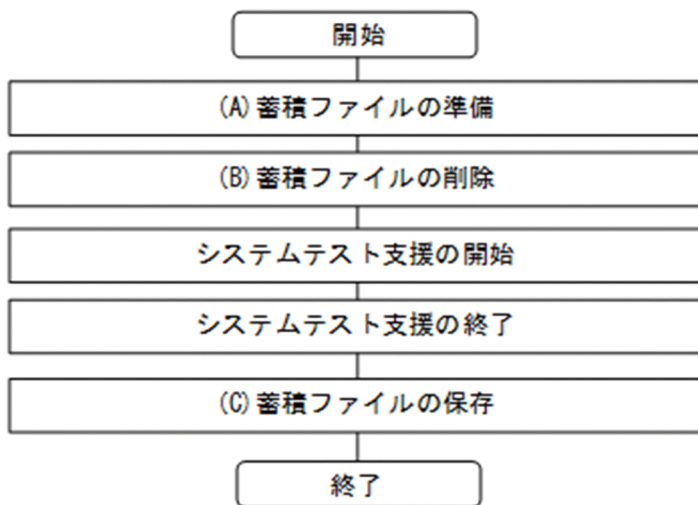 開始
(A)蓄積ファイルの準備
(B)蓄積ファイルの削除
システムテスト支援の開始
システムテスト支援の終了
(C)蓄積ファイルの保存
終了